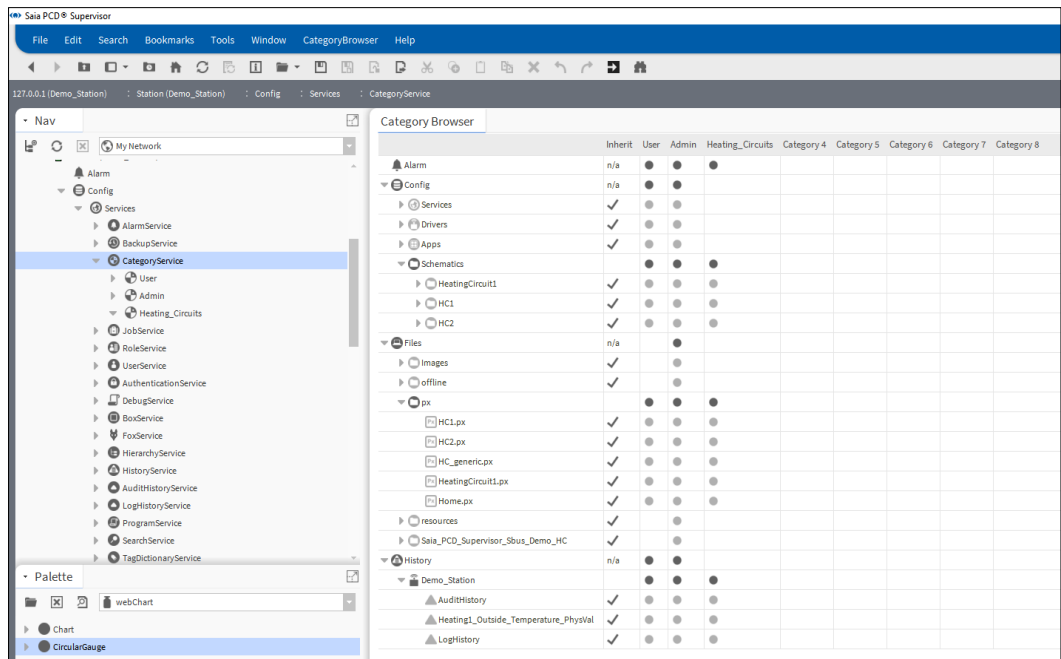 Saia PCD® Supervisor
File Edit Search Bookmarks Tools Window CategoryBrowser Help
127.0.0.1 (Demo_Station) : Station (Demo_Station) : Config : Services : CategoryService
Nav
My Network
Alarm
Config
Services
AlarmService
BackupService
CategoryService
User
Admin
Heating_Circuits
JobService
RoleService
UserService
AuthenticationService
DebugService
BoxService
FoxService
HierarchyService
HistoryService
AuditHistoryService
LogHistoryService
ProgramService
SearchService
TagDictionaryService
Palette
webChart
Chart
CircularGauge
Category Browser
Inherit User Admin Heating_Circuits Category 4 Category 5 Category 6 Category 7 Category 8
Alarm n/a
Config n/a
Services
Drivers
Apps
Schematics
HeatingCircuit1
HC1
HC2
Files n/a
Images
offline
px
Px HC1.px
Px HC2.px
Px HC_generic.px
Px HeatingCircuit1.px
Px Home.px
resources
Saia_PCD_Supervisor_Sbus_Demo_HC
History n/a
Demo_Station
AuditHistory
Heating1_Outside_Temperature_PhysVal
LogHistory